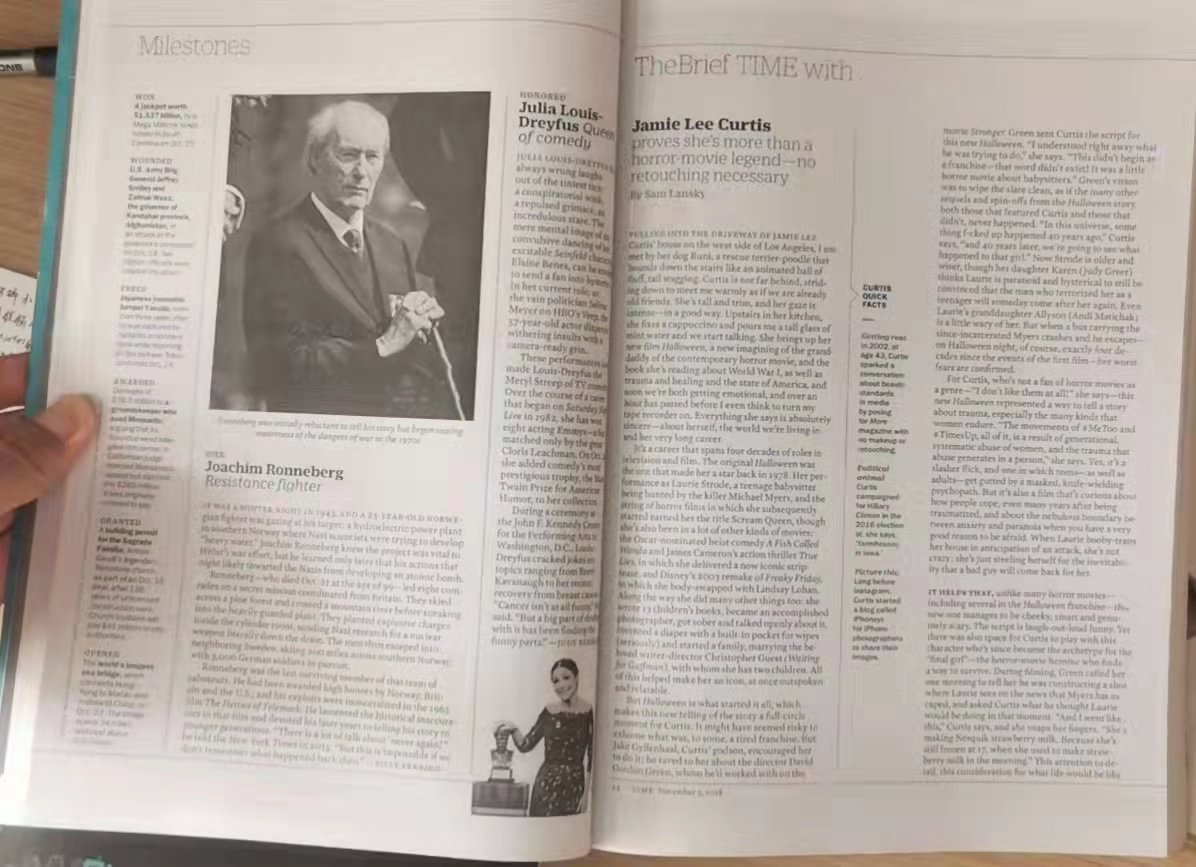 Milestones
WON
A jackpot worth
$1.537 billion, in a
Mega Millions
WOUNDED
U.S. Army Brig.
General Jeffrey
Smiley and
Zalmai Wesa,
the governor of
Kandahar province,
Afghanistan, in
an attack at the
FREED
Japanese journalist
AWARDED
groundskeeper who
sued Monsanto,
GRANTED
A building permit
for the Sagrada
Familia,
OPENED
The world's longest
sea bridge, which
connects Hong
Kong to Macau and
mainland China, on
Ronneberg was initially reluctant to tell his story but began raising
awareness of the dangers of war in the 1970s
DIED
Joachim Ronneberg
Resistance fighter
IT WAS A WINTER NIGHT IN 1943, AND A 23-YEAR-OLD NORWE-
gian fighter was gazing at his target: a hydroelectric power plant
in southern Norway where Nazi scientists were trying to develop
"heavy water." Joachim Ronneberg knew the project was vital to
Hitler's war effort, but he learned only later that his actions that
night likely thwarted the Nazis from developing an atomic bomb.
Ronneberg—who died Oct. 21 at the age of 99—led eight com-
rades on a secret mission coordinated from Britain. They skied
across a pine forest and crossed a mountain river before sneaking
into the heavily guarded plant. They planted explosive charges
inside the cylinder room, sending Nazi research for a nuclear
weapon literally down the drain. The men then escaped into
neighboring Sweden, skiing 200 miles across southern Norway
with 3,000 German soldiers in pursuit.
Ronneberg was the last surviving member of that team of
saboteurs. He had been awarded high honors by Norway, Brit-
ain and the U.S., and his exploits were immortalized in the 1965
film The Heroes of Telemark. He lamented the historical inaccura-
cies in that film and devoted his later years to telling his story to
younger generations. "There is a lot of talk about 'never again,'"
he told the New York Times in 2015. "But this is impossible if we
don't remember what happened back then."
HONORED
Julia Louis-
Dreyfus Queen
of comedy
JULIA LOUIS-DREYFUS
always wrung laughs
out of the tiniest tics:
a conspiratorial wink,
a repulsed grimace, an
incredulous stare. The
mere mental image of
convulsive dancing of
excitable Seinfeld
Elaine Benes, can be enough
to send a fan into hysterics.
In her current role, as
the vain politician Selina
Meyer on HBO's Veep, the
57-year-old actor
withering insults with a
camera-ready grin.
These performances
made Louis-Dreyfus the
Meryl Streep of TV comedy.
Over the course of a career
that began on Saturday Night
Live in 1982, she has won
eight acting Emmys—a
matched only by the great
Cloris Leachman. On Oct.
she added comedy's most
prestigious trophy, the Mark
Twain Prize for American
Humor, to her collection.
During a ceremony at
the John F. Kennedy Center
for the Performing Arts in
Washington, D.C., Louis-
Dreyfus cracked jokes on
topics ranging from Brett
Kavanaugh to her recent
recovery from breast cancer.
"Cancer isn't at all funny,"
said. "But a big part of
with it has been finding the
funny parts."
TheBrief TIME with
Jamie Lee Curtis
proves she's more than a
horror-movie legend—no
retouching necessary
By Sam Lansky
PULLING INTO THE DRIVEWAY OF JAMIE LEE
Curtis' house on the west side of Los Angeles, I am
met by her dog Runi, a rescue terrier-poodle that
bounds down the stairs like an animated ball of
fluff, tail wagging. Curtis is not far behind, strid-
ing down to meet me warmly as if we are already
old friends. She's tall and trim, and her gaze is
intense—in a good way. Upstairs in her kitchen,
she fixes a cappuccino and pours me a tall glass of
mint water and we start talking. She brings up her
new film Halloween, a new imagining of the grand-
daddy of the contemporary horror movie, and the
book she's reading about World War I, as well as
trauma and healing and the state of America, and
soon we're both getting emotional, and over an
hour has passed before I even think to turn my
tape recorder on. Everything she says is absolutely
sincere—about herself, the world we're living in
and her very long career.
It's a career that spans four decades of roles in
television and film. The original Halloween was
the one that made her a star back in 1978. Her per-
formance as Laurie Strode, a teenage babysitter
being hunted by the killer Michael Myers, and the
string of horror films in which she subsequently
starred earned her the title Scream Queen, though
she's also been in a lot of other kinds of movies:
the Oscar-nominated heist comedy A Fish Called
Wanda and James Cameron's action thriller True
Lies, in which she delivered a now iconic strip-
tease, and Disney's 2003 remake of Freaky Friday,
in which she body-swapped with Lindsay Lohan.
Along the way she did many other things too: she
wrote 13 children's books, became an accomplished
photographer, got sober and talked openly about it,
invented a diaper with a built-in pocket for wipes
(seriously) and started a family, marrying the be-
loved writer-director Christopher Guest (Waiting
for Guffman), with whom she has two children. All
of this helped make her an icon, at once outspoken
and relatable.
But Halloween is what started it all, which
makes this new telling of the story a full-circle
moment for Curtis. It might have seemed risky to
exhume what was, to some, a tired franchise. But
Jake Gyllenhaal, Curtis' godson, encouraged her
to do it; he raved to her about the director David
Gordon Green, whom he'd worked with on the
22 TIME November 5, 2018
CURTIS
QUICK
FACTS
Getting real
In 2002, at
age 43, Curtis
sparked a
conversation
about beauty
standards
in media
by posing
for More
magazine with
no makeup or
retouching.
Political
animal
Curtis
campaigned
for Hillary
Clinton in the
2016 election
at, she says,
"farmhouses
in Iowa."
Picture this
Long before
Instagram,
Curtis started
a blog called
iPhoneys
for iPhone
photographers
to share their
images.
movie Stronger. Green sent Curtis the script for
this new Halloween. "I understood right away what
he was trying to do," she says. "This didn't begin as
a franchise—that word didn't exist! It was a little
horror movie about babysitters." Green's vision
was to wipe the slate clean, as if the many other
sequels and spin-offs from the Halloween story,
both those that featured Curtis and those that
didn't, never happened. "In this universe, some
thing f-cked up happened 40 years ago," Curtis
says, "and 40 years later, we're going to see what
happened to that girl." Now Strode is older and
wiser, though her daughter Karen (Judy Greer)
thinks Laurie is paranoid and hysterical to still be
convinced that the man who terrorized her as a
teenager will someday come after her again. Even
Laurie's granddaughter Allyson (Andi Matichak)
is a little wary of her. But when a bus carrying the
since-incarcerated Myers crashes and he escapes—
on Halloween night, of course, exactly four de-
cades since the events of the first film—her worst
fears are confirmed.
For Curtis, who's not a fan of horror movies as
a genre—"I don't like them at all!" she says—this
new Halloween represented a way to tell a story
about trauma, especially the many kinds that
women endure. "The movements of #MeToo and
#TimesUp, all of it, is a result of generational,
systematic abuse of women, and the trauma that
abuse generates in a person," she says. Yes, it's a
slasher flick, and one in which teens—as well as
adults—get gutted by a masked, knife-wielding
psychopath. But it's also a film that's curious about
how people cope, even many years after being
traumatized, and about the nebulous boundary be-
tween anxiety and paranoia when you have a very
good reason to be afraid. When Laurie booby-traps
her house in anticipation of an attack, she's not
crazy: she's just steeling herself for the inevitabil-
ity that a bad guy will come back for her.
IT HELPS THAT, unlike many horror movies—
including several in the Halloween franchise—the
new one manages to be cheeky, smart and genu-
inely scary. The script is laugh-out-loud funny. Yet
there was also space for Curtis to play with this
character who's since become the archetype for the
"final girl"—the horror-movie heroine who finds
a way to survive. During filming, Green called her
one morning to tell her he was constructing a shot
where Laurie sees on the news that Myers has es-
caped, and asked Curtis what he thought Laurie
would be doing in that moment. "And I went like
this," Curtis says, and she snaps her fingers. "She's
making Nesquik strawberry milk. Because she's
still frozen at 17, when she used to make straw-
berry milk in the morning." This attention to de-
tail, this consideration for what life would be like